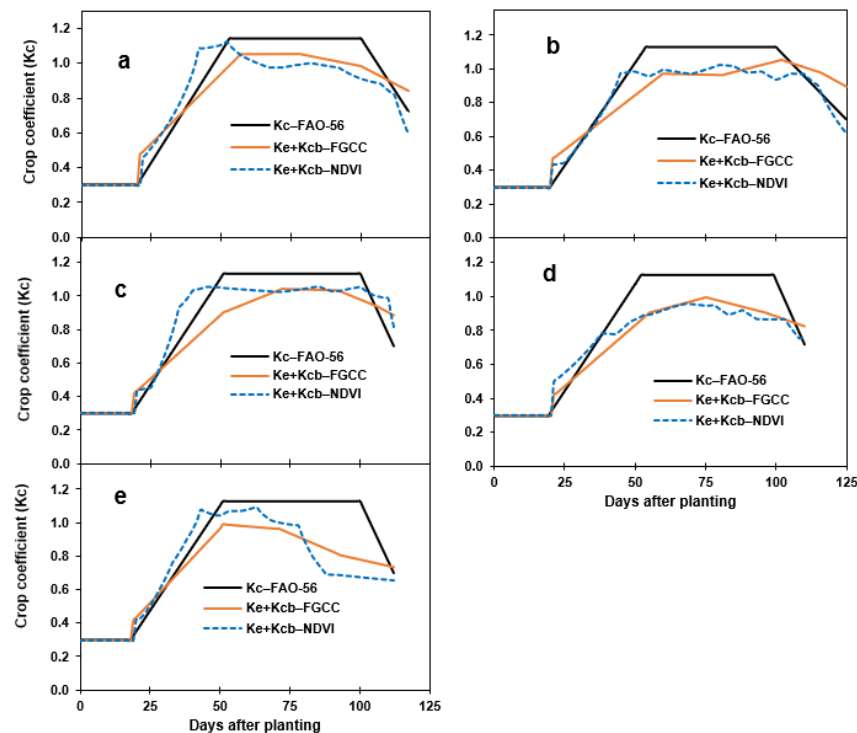 Crop coefficient (Kc)
1.2
1.0
0.8
0.6
0.4
0.2
0.0
a
Kc–FAO-56
Ke+Kcb–FGCC
Ke+Kcb–NDVI
1.2
1.0
0.8
0.6
0.4
0.2
0.0
b
Kc–FAO-56
Ke+Kcb–FGCC
Ke+Kcb–NDVI
Crop coefficient (Kc)
1.2
1.0
0.8
0.6
0.4
0.2
0.0
c
Kc–FAO-56
Ke+Kcb–FGCC
Ke+Kcb–NDVI
1.2
1.0
0.8
0.6
0.4
0.2
0.0
d
Kc–FAO-56
Ke+Kcb–FGCC
Ke+Kcb–NDVI
0 25 50 75 100 125
Days after planting
Crop coefficient (Kc)
1.2
1.0
0.8
0.6
0.4
0.2
0.0
e
Kc–FAO-56
Ke+Kcb–FGCC
Ke+Kcb–NDVI
0 25 50 75 100 125
Days after planting